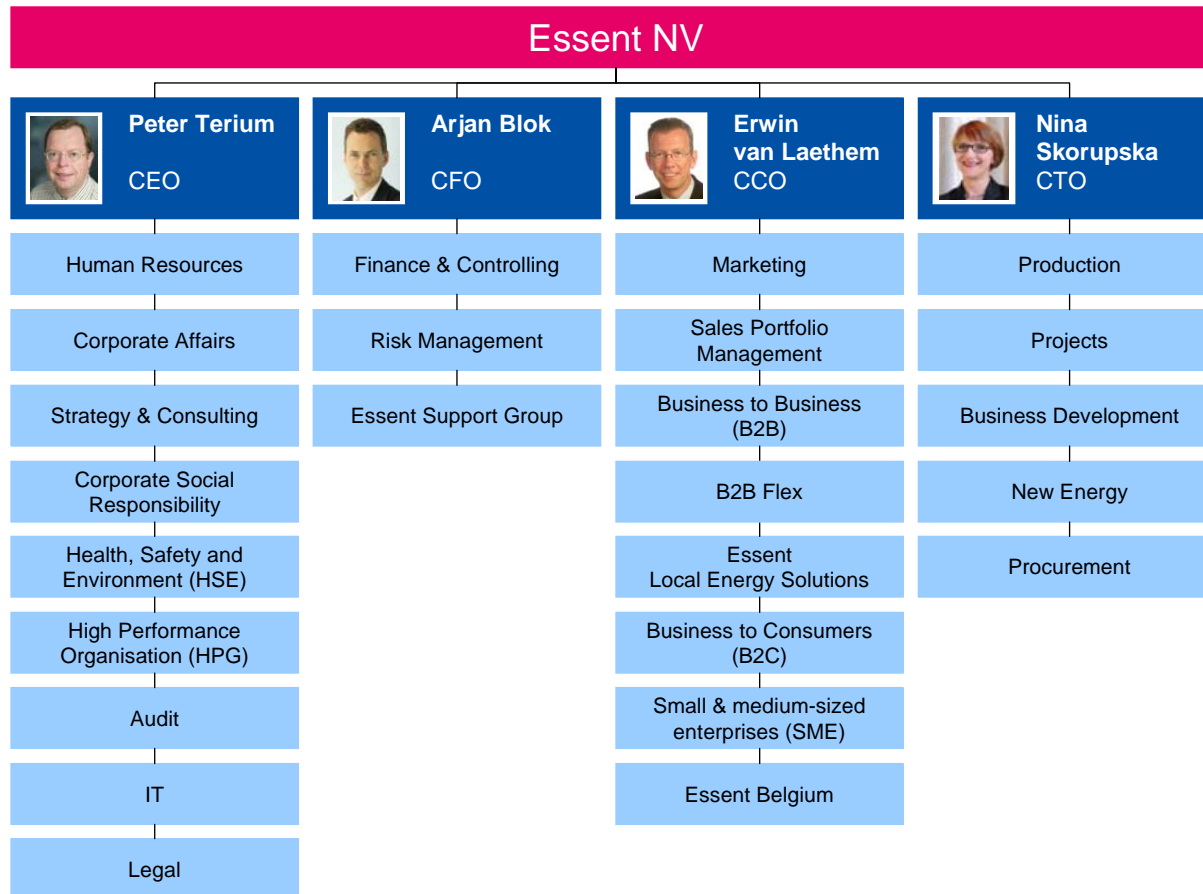 Essent NV
Peter Terium
CEO
Arjan Blok
CFO
Erwin
van Laethem
CCO
Nina
Skorupska
CTO
Human Resources
Corporate Affairs
Strategy & Consulting
Corporate Social
Responsibility
Health, Safety and
Environment (HSE)
High Performance
Organisation (HPG)
Audit
IT
Legal
Finance & Controlling
Risk Management
Essent Support Group
Marketing
Sales Portfolio
Management
Business to Business
(B2B)
B2B Flex
Essent
Local Energy Solutions
Business to Consumers
(B2C)
Small & medium-sized
enterprises (SME)
Essent Belgium
Production
Projects
Business Development
New Energy
Procurement